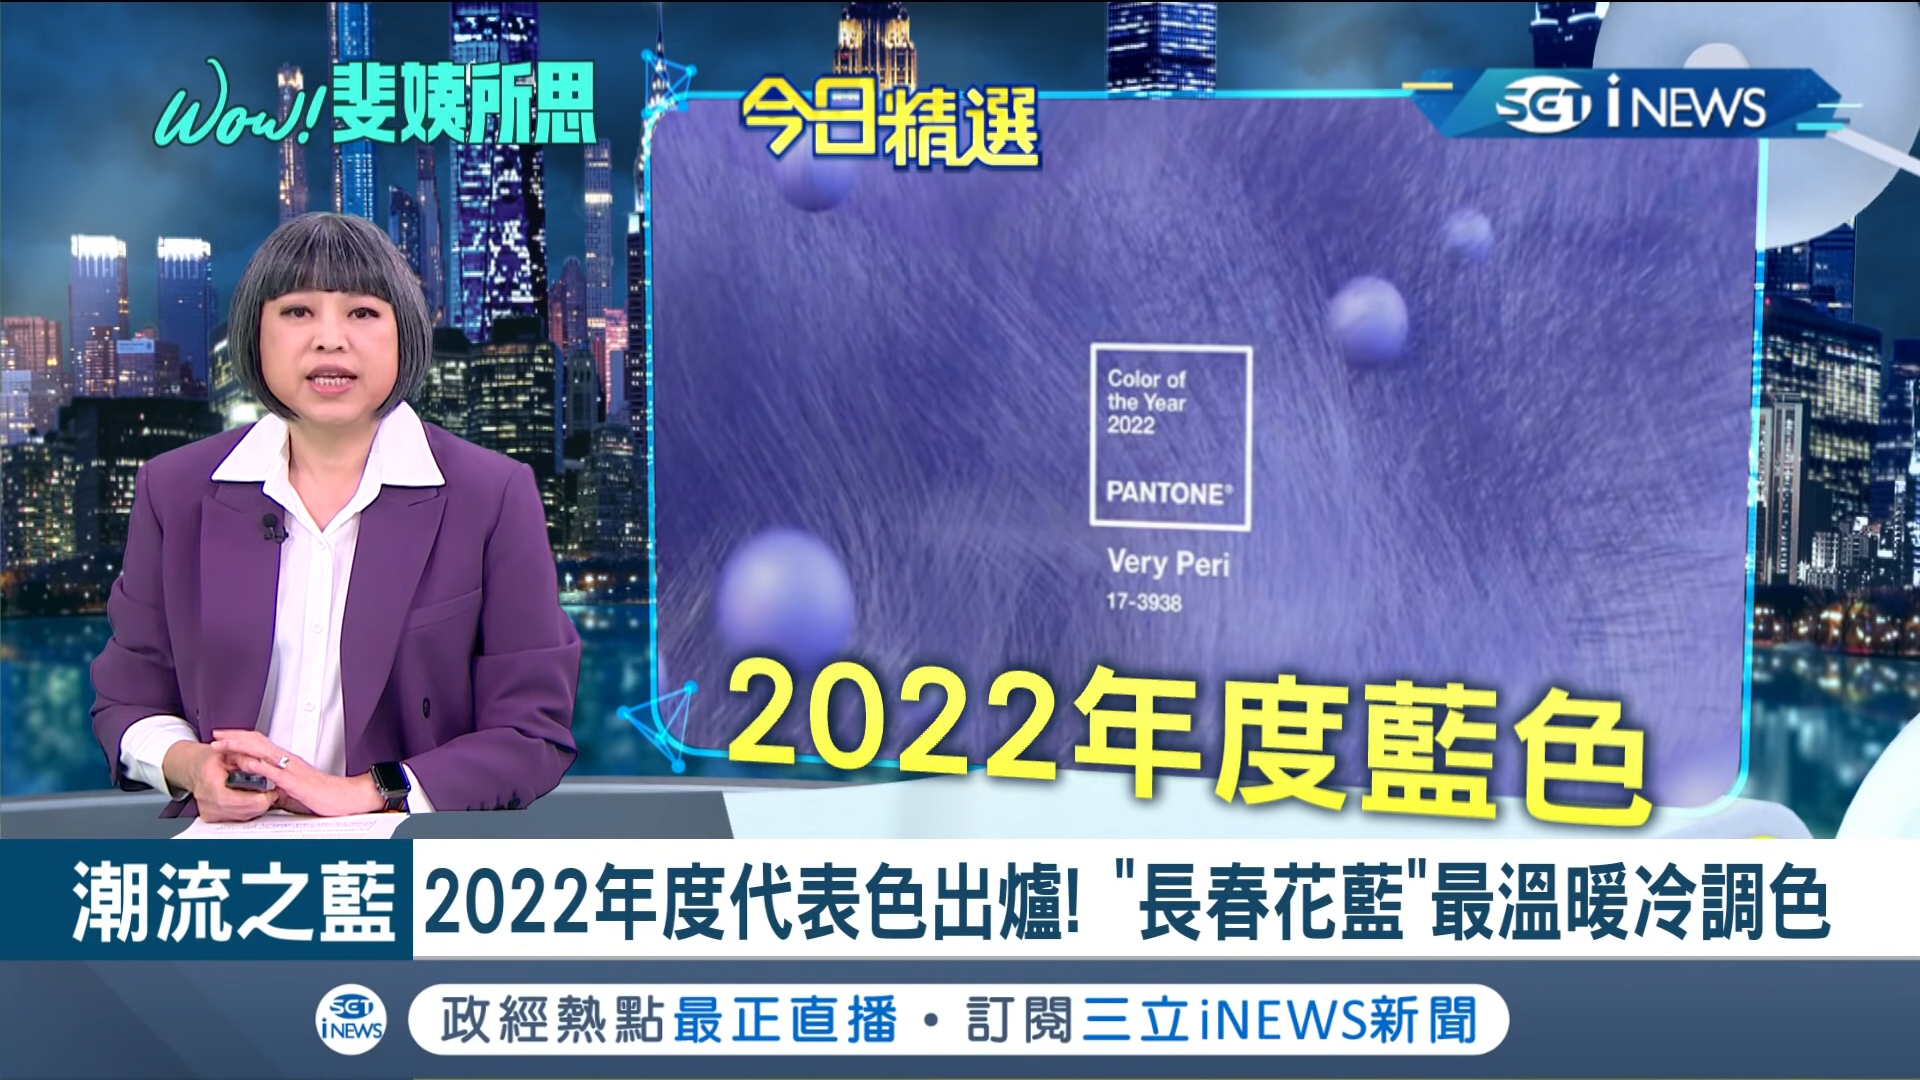 Wow!! 斐姨所思
今日精選
SET iNEWS
Color of
the Year
2022
PANTONE®
Very Peri
17-3938
2022年度藍色
潮流之藍
2022年度代表色出爐! "長春花藍"最溫暖冷調色
SET
iNEWS
政經熱點最正直播・訂閱三立iNEWS新聞